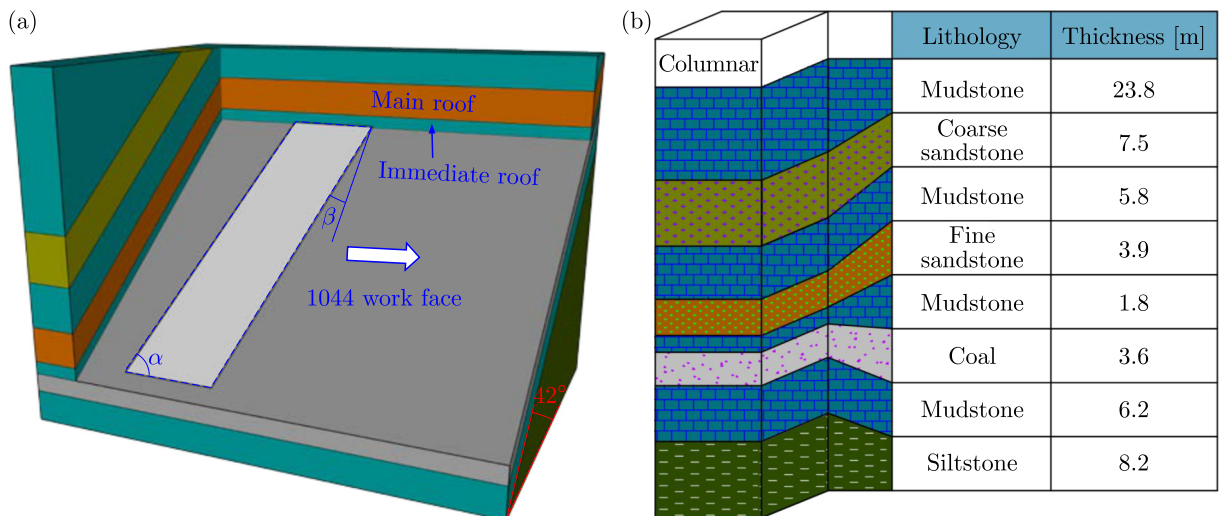 (a)
Main roof
Immediate roof
β
1044 work face
α
42°
(b)
Columnar
Lithology Thickness [m]
Mudstone 23.8
Coarse
sandstone 7.5
Mudstone 5.8
Fine
sandstone 3.9
Mudstone 1.8
Coal 3.6
Mudstone 6.2
Siltstone 8.2